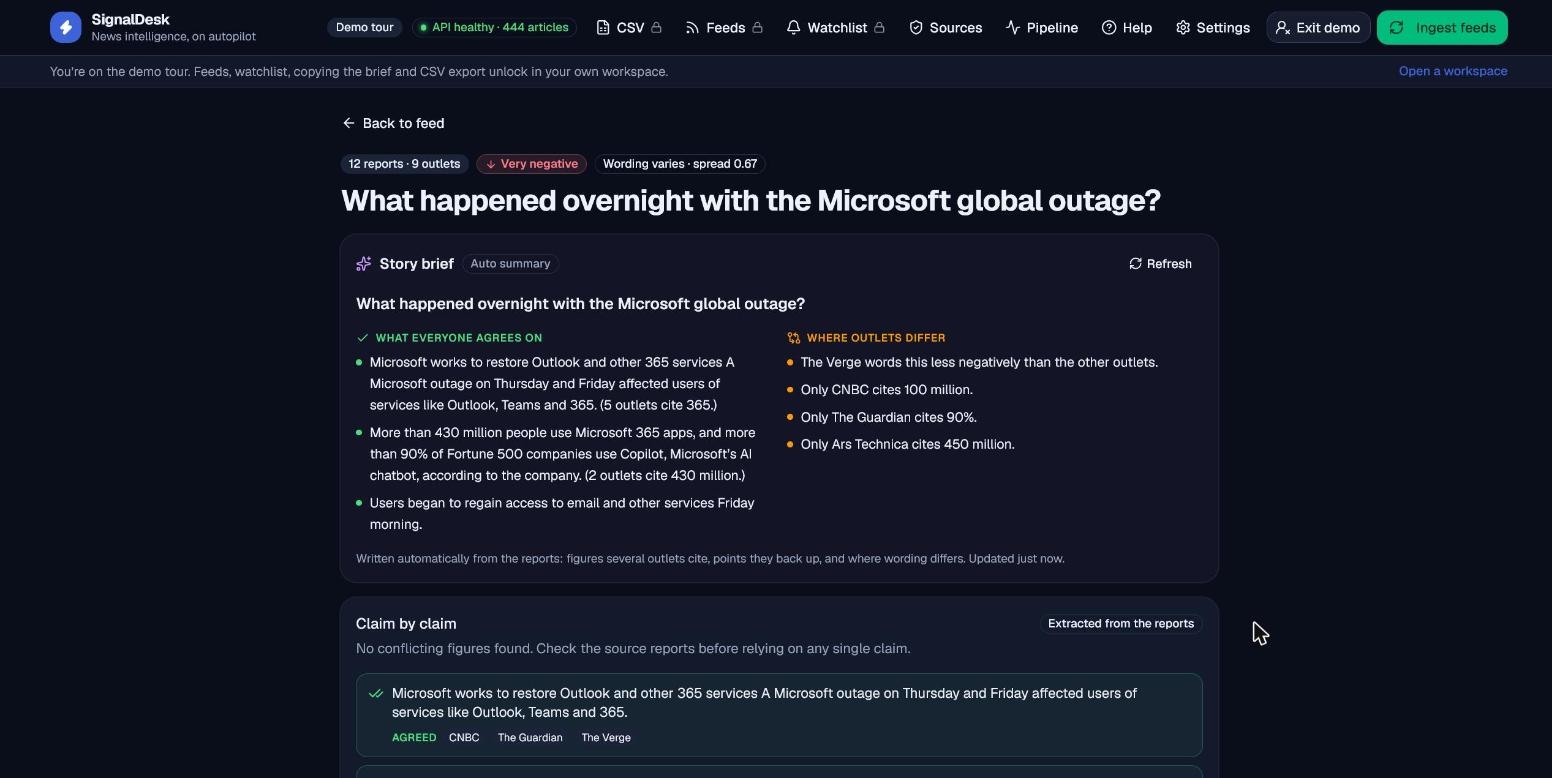 SignalDesk
News intelligence, on autopilot
Demo tour
API healthy · 444 articles
CSV
Feeds
Watchlist
Sources
Pipeline
Help
Settings
Exit demo
Ingest feeds
You're on the demo tour. Feeds, watchlist, copying the brief and CSV export unlock in your own workspace.
Open a workspace
Back to feed
12 reports · 9 outlets
Very negative
Wording varies · spread 0.67
What happened overnight with the Microsoft global outage?
Story brief
Auto summary
Refresh
What happened overnight with the Microsoft global outage?
WHAT EVERYONE AGREES ON
Microsoft works to restore Outlook and other 365 services A
Microsoft outage on Thursday and Friday affected users of
services like Outlook, Teams and 365. (5 outlets cite 365.)
More than 430 million people use Microsoft 365 apps, and more
than 90% of Fortune 500 companies use Copilot, Microsoft's AI
chatbot, according to the company. (2 outlets cite 430 million.)
Users began to regain access to email and other services Friday
morning.
WHERE OUTLETS DIFFER
The Verge words this less negatively than the other outlets.
Only CNBC cites 100 million.
Only The Guardian cites 90%.
Only Ars Technica cites 450 million.
Written automatically from the reports: figures several outlets cite, points they back up, and where wording differs. Updated just now.
Claim by claim
Extracted from the reports
No conflicting figures found. Check the source reports before relying on any single claim.
Microsoft works to restore Outlook and other 365 services A Microsoft outage on Thursday and Friday affected users of
services like Outlook, Teams and 365.
AGREED
CNBC
The Guardian
The Verge